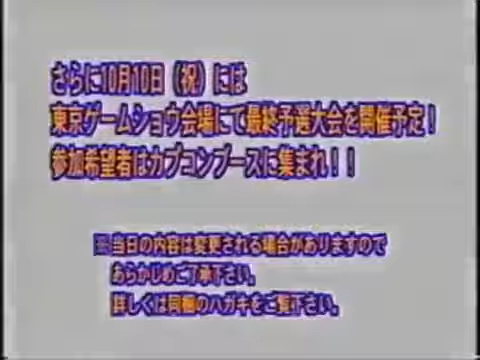 さらに10月10日（祝）には
東京ゲームショウ会場にて最終予選大会を開催予定！
参加希望者はカプコンブースに集まれ！！
※当日の内容は変更される場合がありますので
あらかじめご了承下さい。
詳しくは同梱のハガキをご覧下さい。